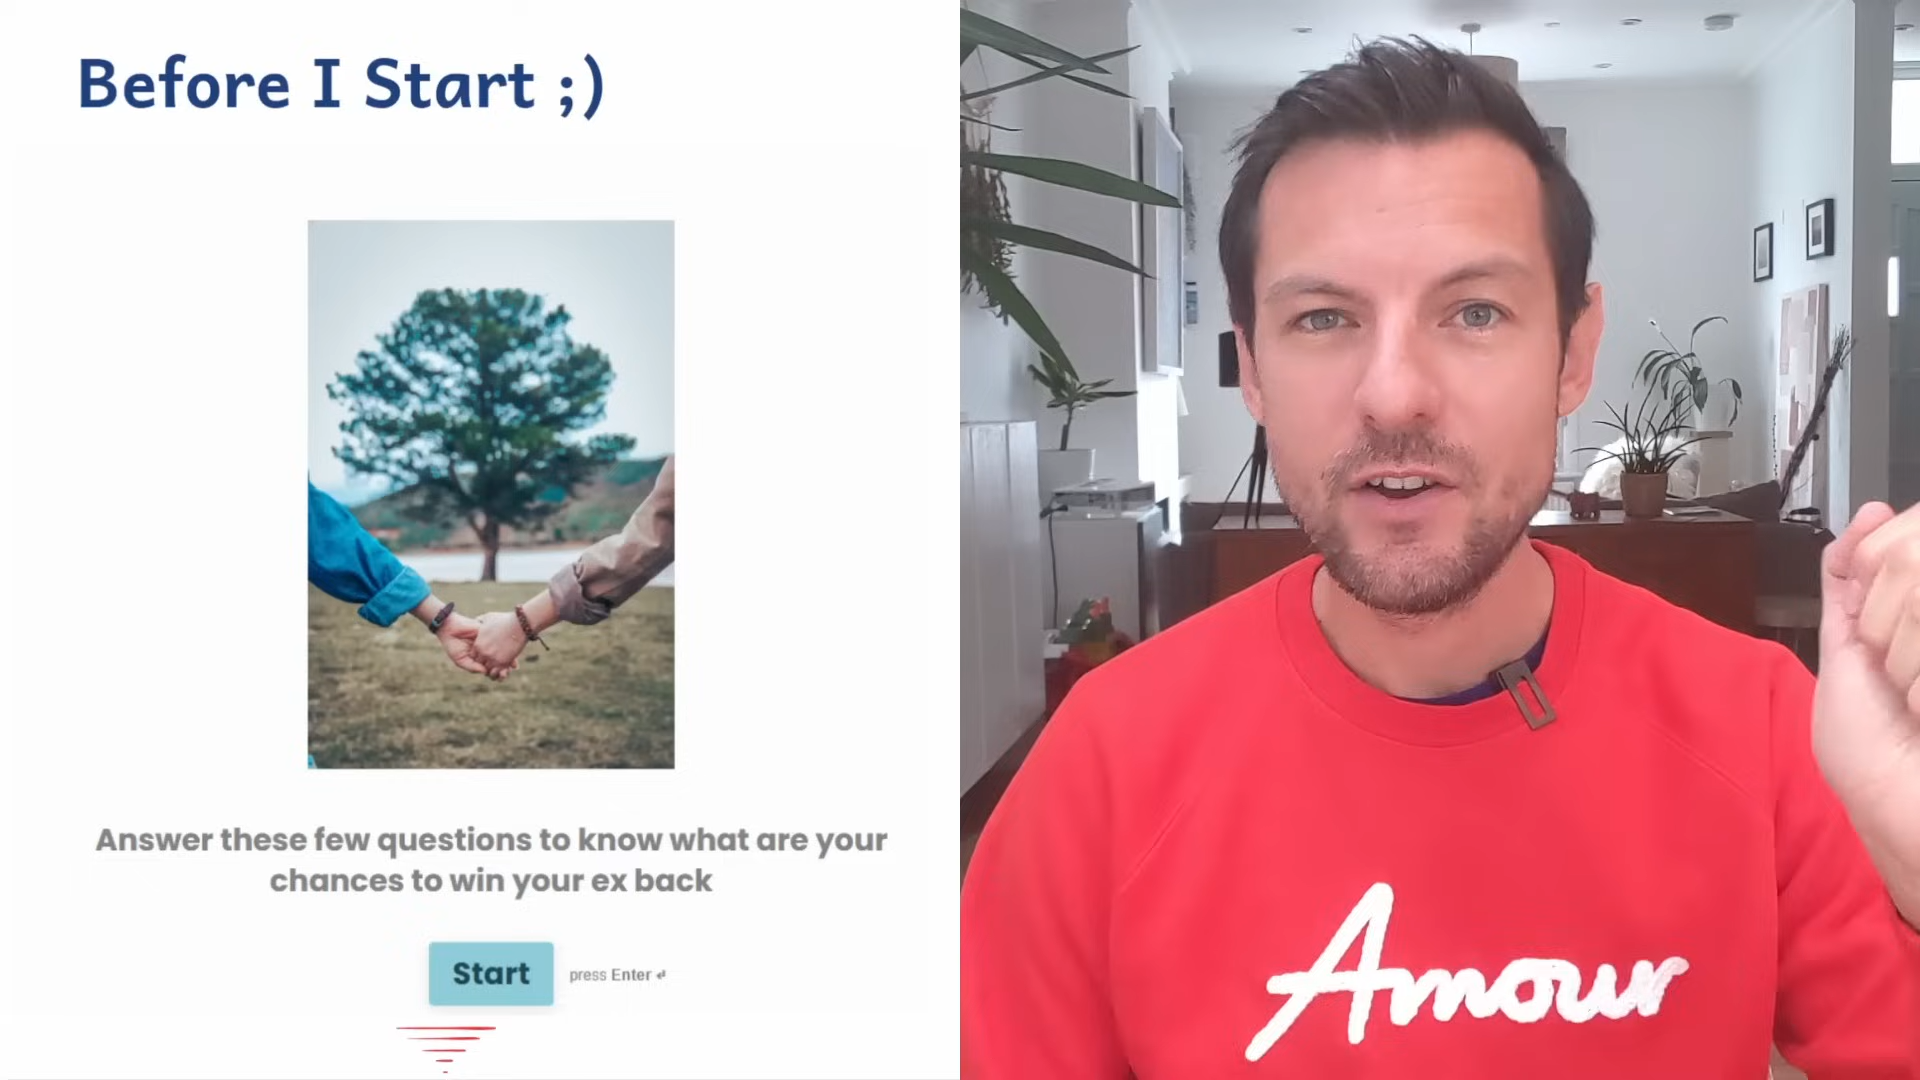 Before I Start ;)
Answer these few questions to know what are your
chances to win your ex back
Start press Enter ↵
Amour